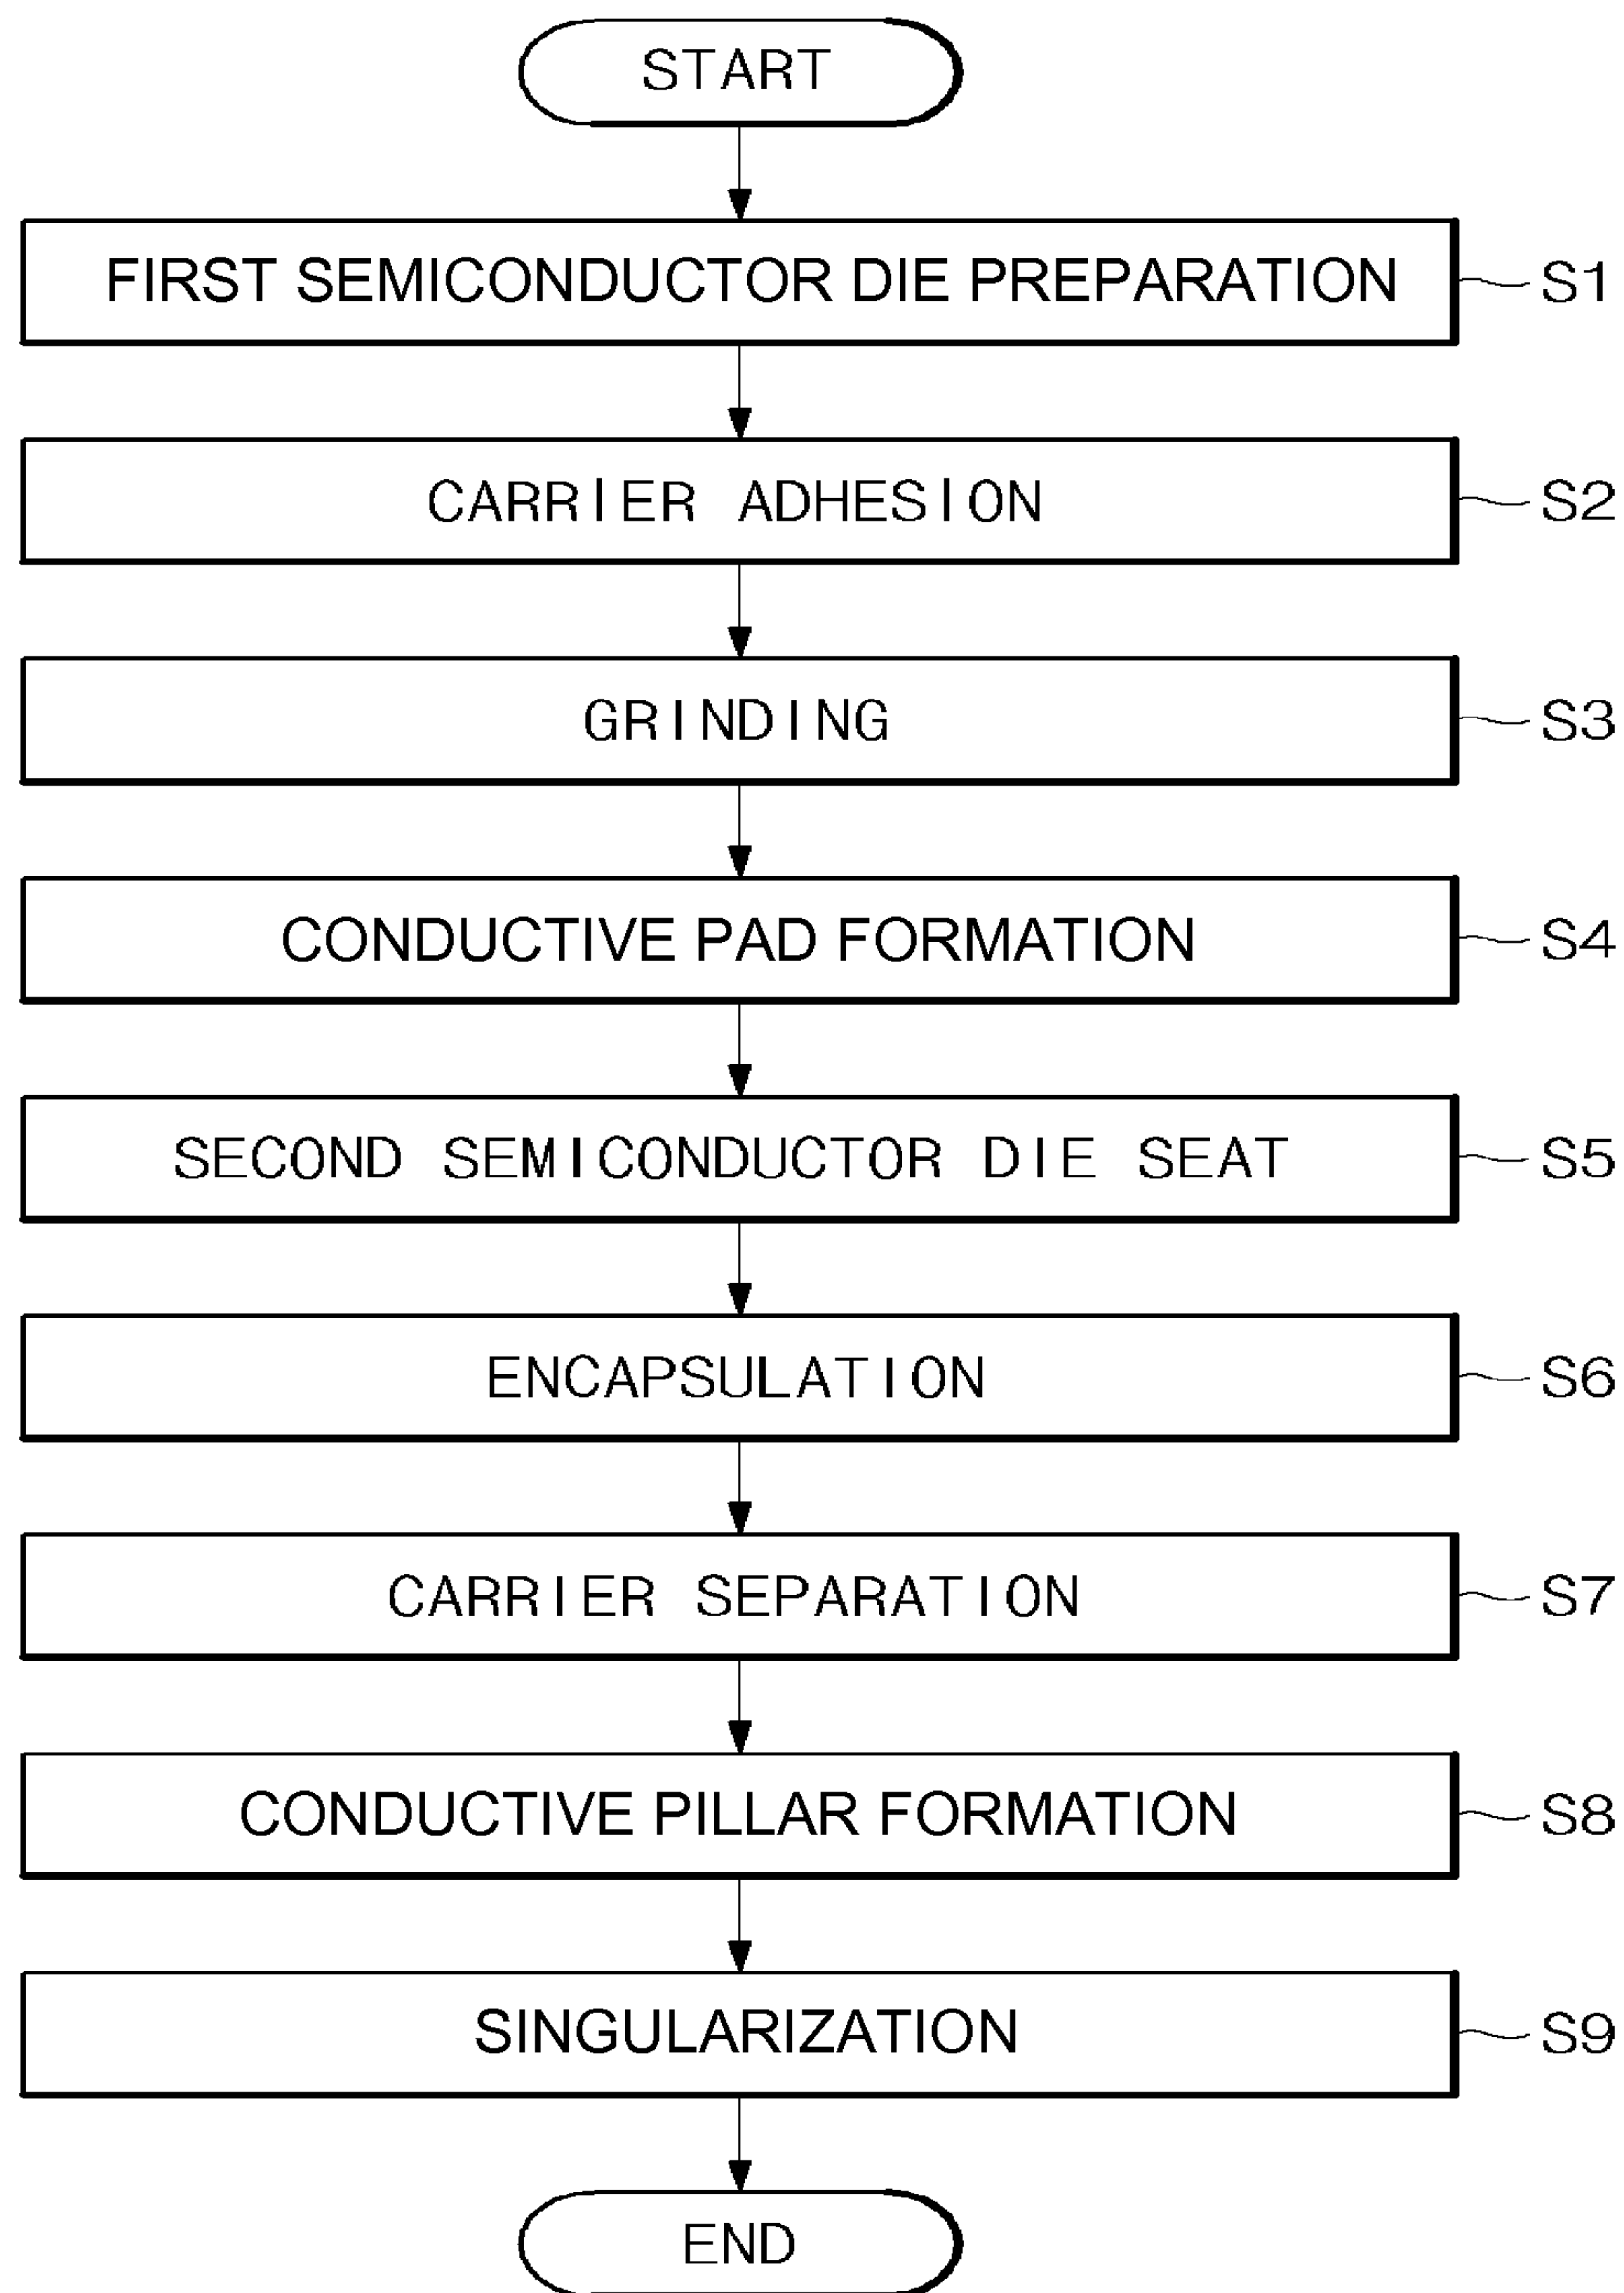 START
FIRST SEMICONDUCTOR DIE PREPARATION S1
CARRIER ADHESION S2
GRINDING S3
CONDUCTIVE PAD FORMATION S4
SECOND SEMICONDUCTOR DIE SEAT S5
ENCAPSULATION S6
CARRIER SEPARATION S7
CONDUCTIVE PILLAR FORMATION S8
SINGULARIZATION S9
END